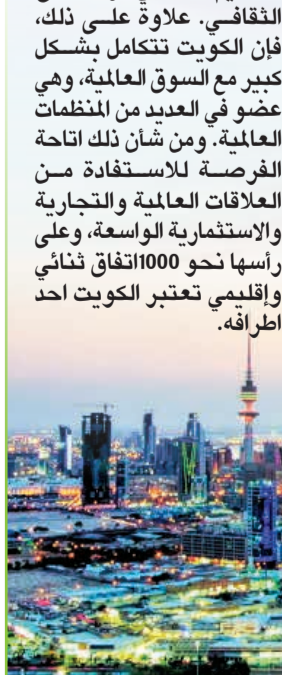 الثقافي. علاوة على ذلك،
فإن الكويت تتكامل بشكل
كبير مع السوق العالمية، وهي
عضو في العديد من المنظمات
العالمية. ومن شأن ذلك اتاحة
الفرصة للاستفادة من
العلاقات العالمية والتجارية
والاستثمارية الواسعة، وعلى
رأسها نحو 1000اتفاق ثنائي
وإقليمي تعتبر الكويت احد
اطرافه.